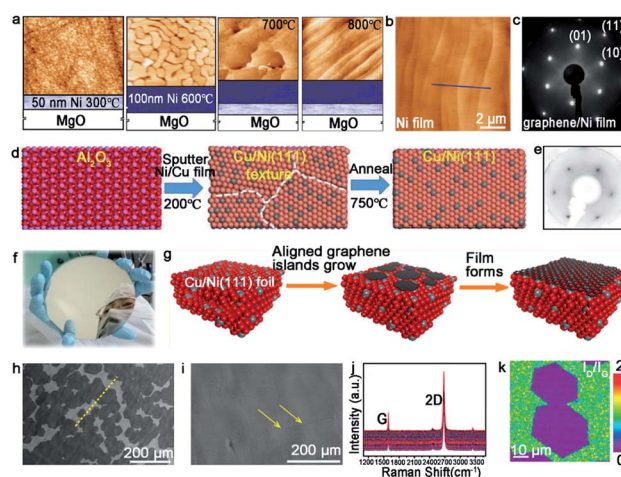 a
50 nm Ni 300℃
MgO
100nm Ni 600℃
MgO
700℃
MgO
800℃
MgO
b
Ni film
2 μm
c
(11)
(01)
(10)
graphene/Ni film
d
Al2O3
Sputter
Ni/Cu film
200℃
Cu/Ni(111)
texture
Anneal
750℃
Cu/Ni(111)
e
f
g
Aligned graphene
islands grow
Film
forms
Cu/Ni(111) foil
h
200 μm
i
200 μm
j
Intensity (a.u.)
G
2D
1200 1500 1800 2100 2400 2700 3000 3300
Raman Shift(cm-1)
k
ID/IG
2
0
10 μm